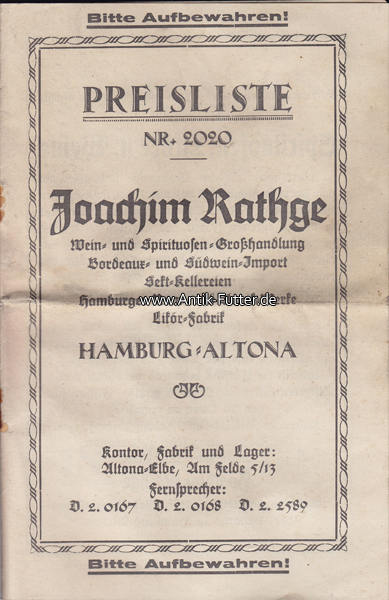 Bitte Aufbewahren!
PREISLISTE
NR. 2020
Joachim Rathge
Wein- und Spirituosen-Großhandlung
Bordeaux- und Südwein-Import
Sekt-Kellereien
Likör-Fabrik
www.Antik-Futter.de
HAMBURG-ALTONA
Kontor, Fabrik und Lager:
Altona-Elbe, Am Felde 5/13
Fernsprecher:
D. 2. 0167 D. 2. 0168 D. 2. 2589
Bitte Aufbewahren!